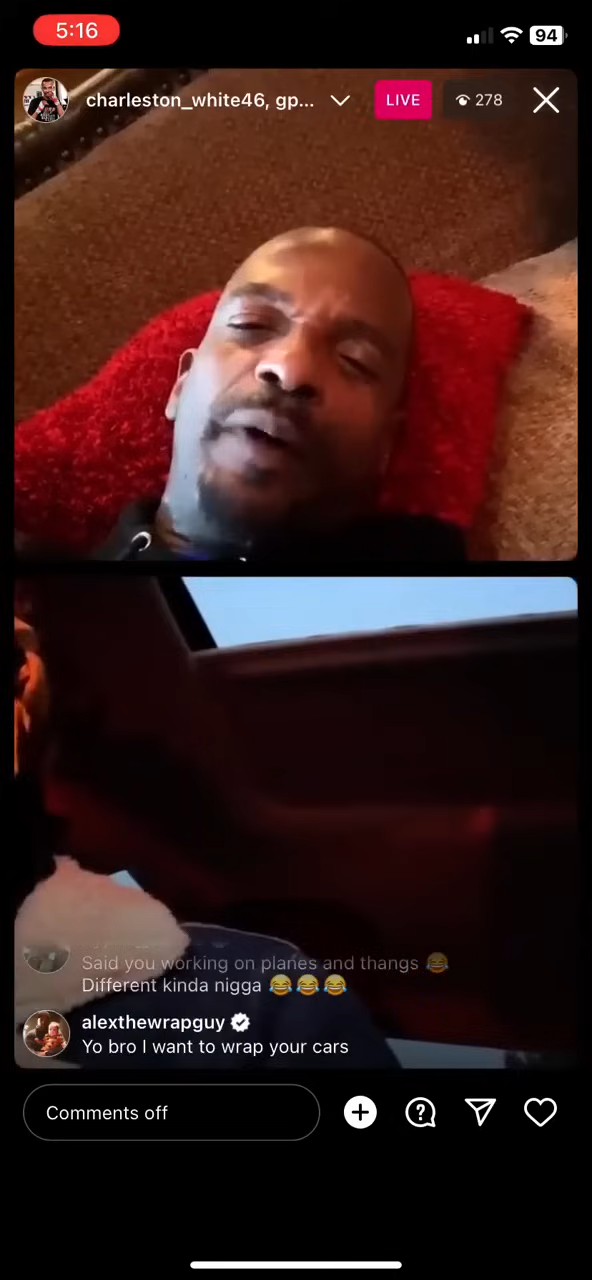 5:16
94
charleston_white46, gp...
LIVE
278
Said you working on planes and thangs 😂
Different kinda nigga 😂😂😂
alexthewrapguy
Yo bro I want to wrap your cars
Comments off